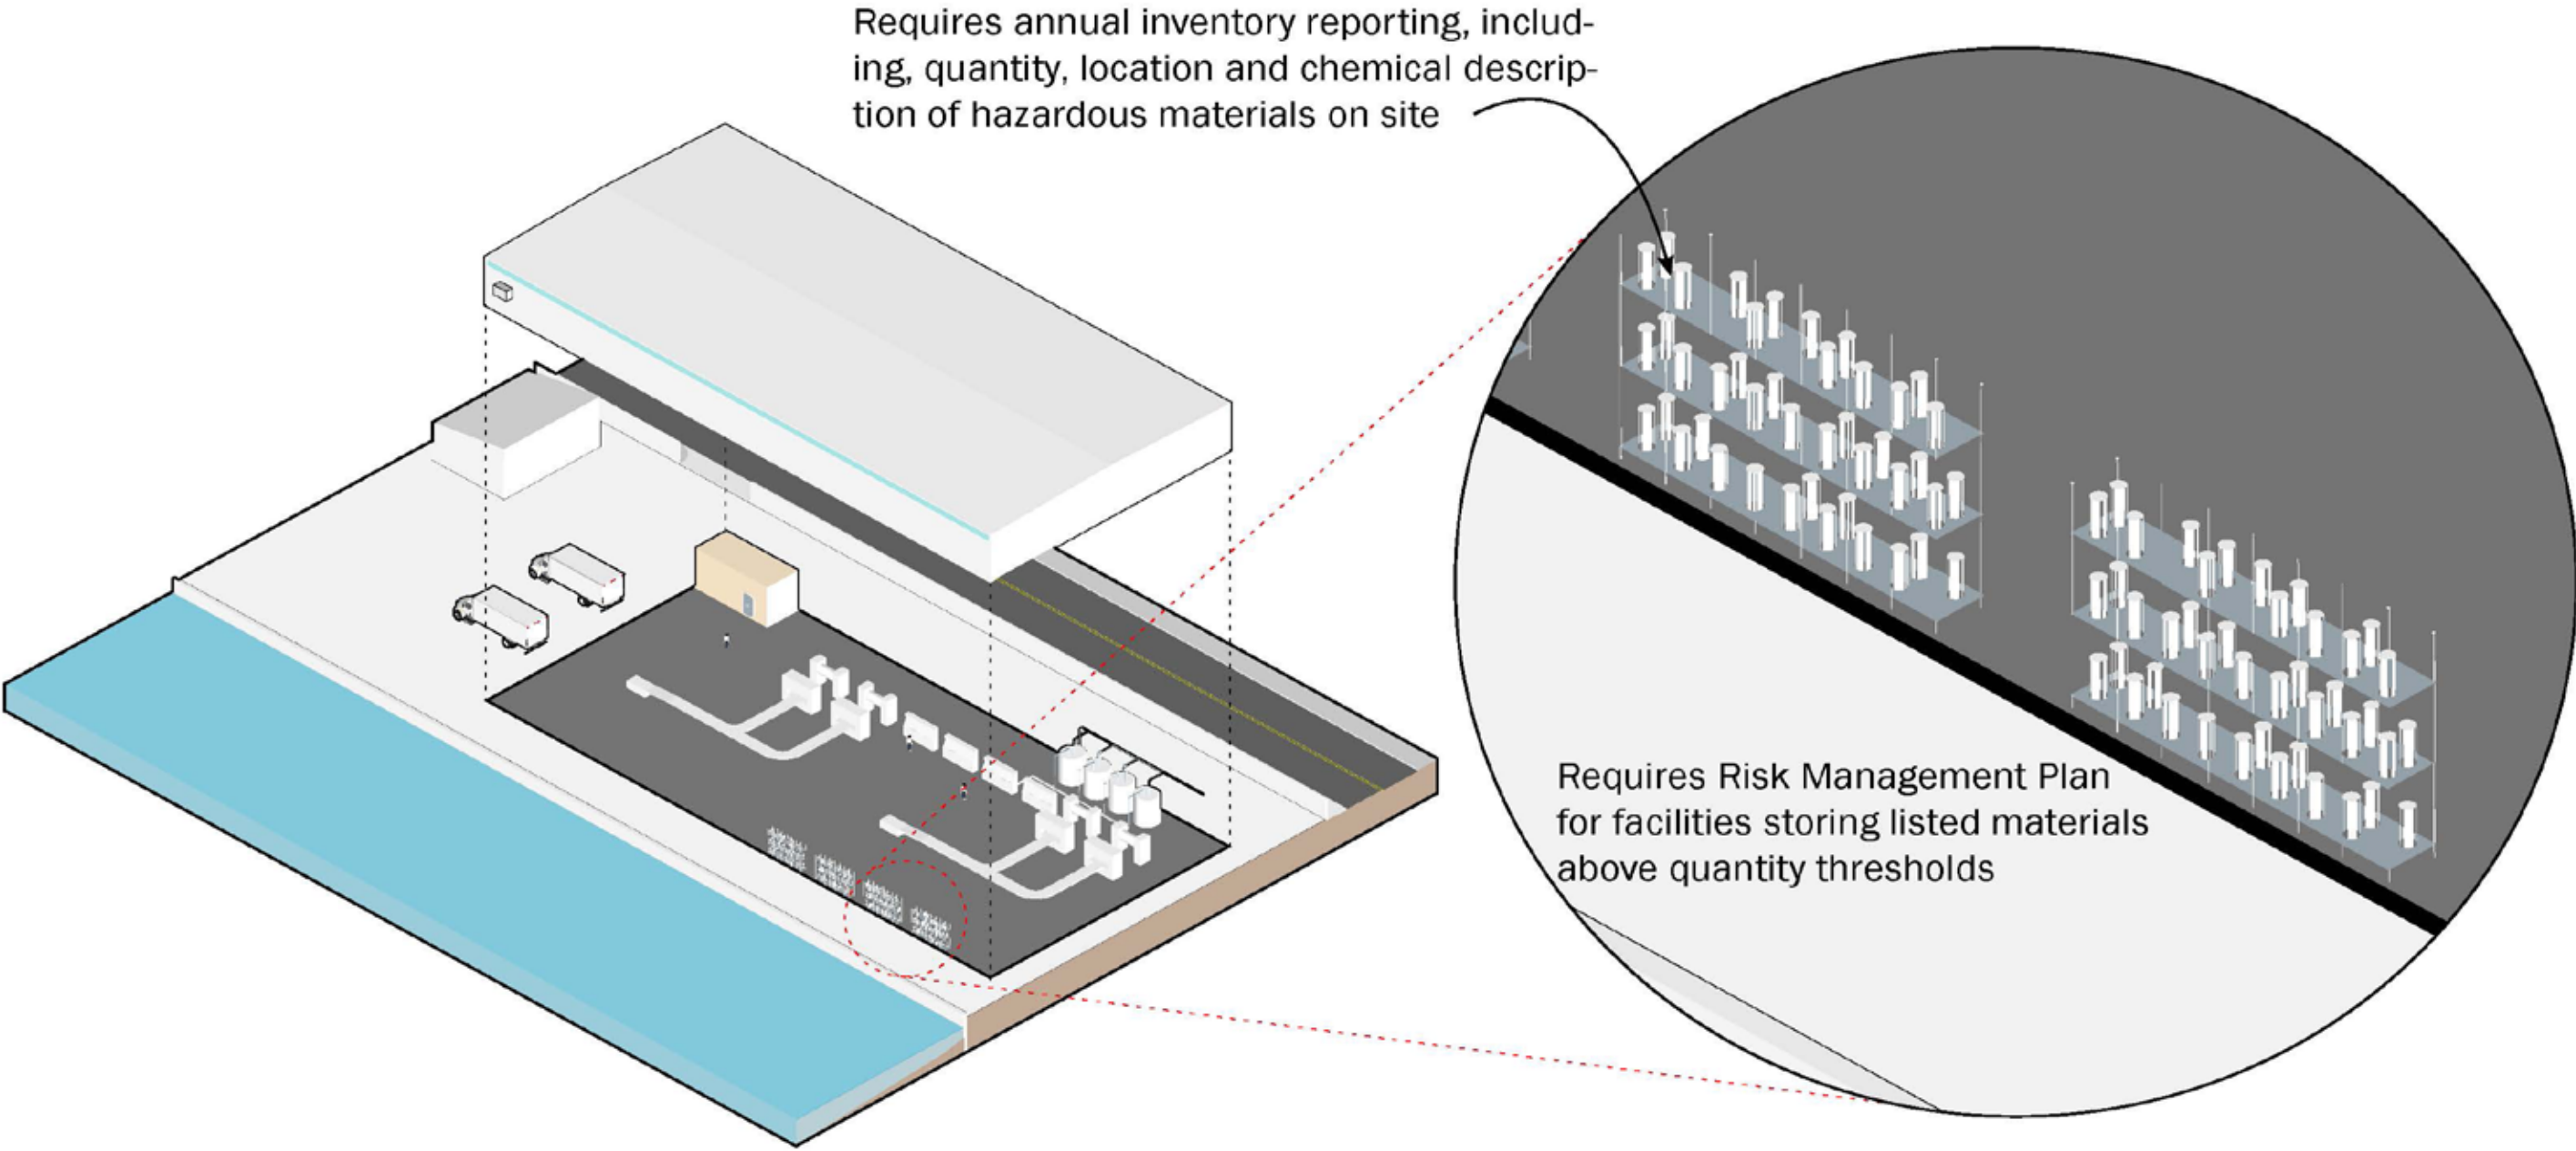 Requires annual inventory reporting, includ-
ing, quantity, location and chemical descrip-
tion of hazardous materials on site
Requires Risk Management Plan
for facilities storing listed materials
above quantity thresholds